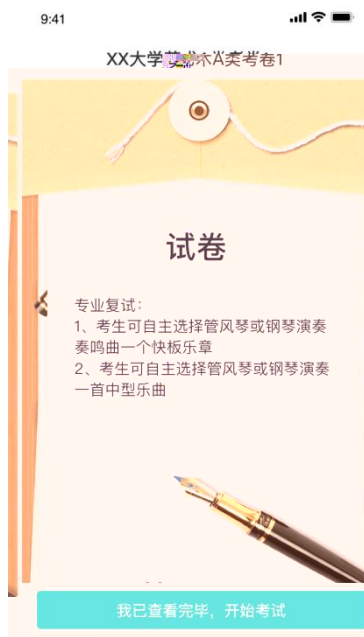 9:41
XX大学艺术A类考卷1
试卷
专业复试：
1、考生可自主选择管风琴或钢琴演奏
奏鸣曲一个快板乐章
2、考生可自主选择管风琴或钢琴演奏
一首中型乐曲
我已查看完毕，开始考试